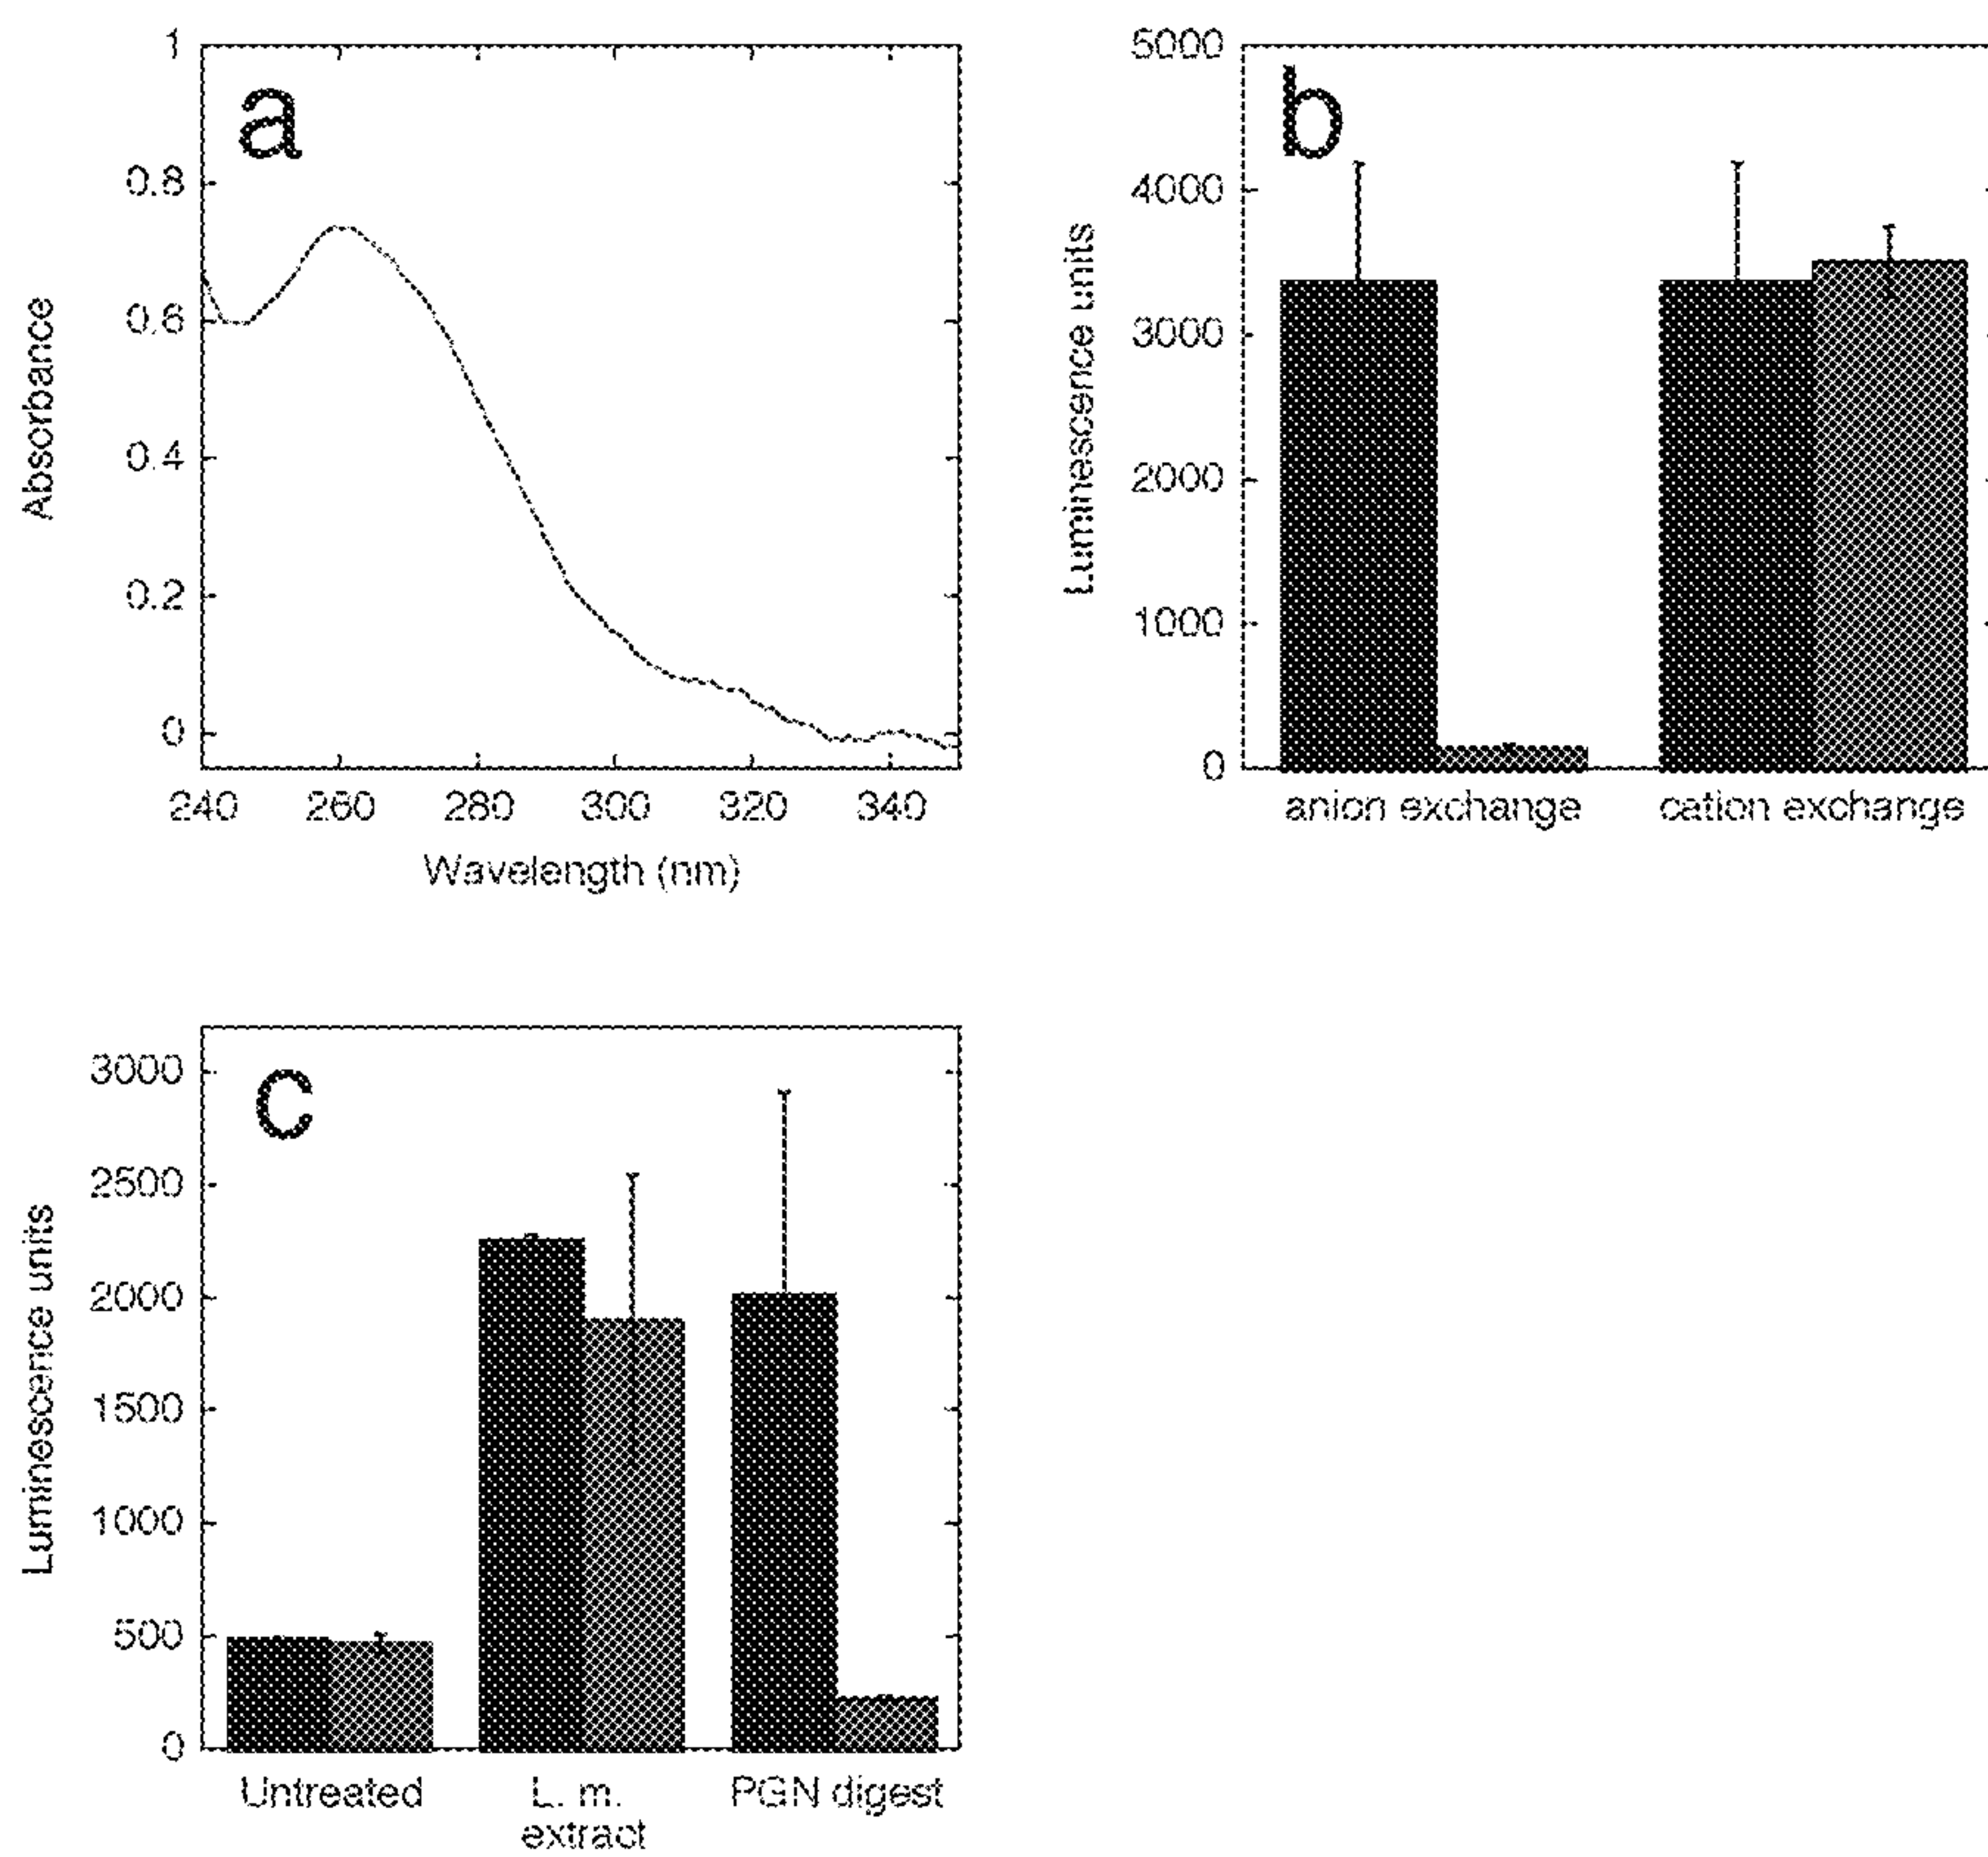 a
1
0.8
0.6
0.4
0.2
0
Absorbance
240 260 280 300 320 340
Wavelength (nm)
b
5000
4000
3000
2000
1000
0
Luminescence units
anion exchange cation exchange
c
3000
2500
2000
1500
1000
500
0
Luminescence units
Untreated L. m. PGN digest
extract